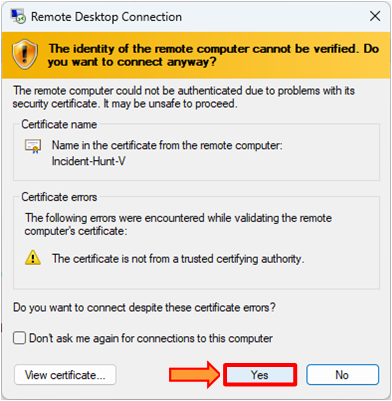 Remote Desktop Connection
The identity of the remote computer cannot be verified. Do
you want to connect anyway?
The remote computer could not be authenticated due to problems with its
security certificate. It may be unsafe to proceed.
Certificate name
Name in the certificate from the remote computer:
Incident-Hunt-V
Certificate errors
The following errors were encountered while validating the remote
computer's certificate:
The certificate is not from a trusted certifying authority.
Do you want to connect despite these certificate errors?
Don't ask me again for connections to this computer
View certificate...
Yes
No